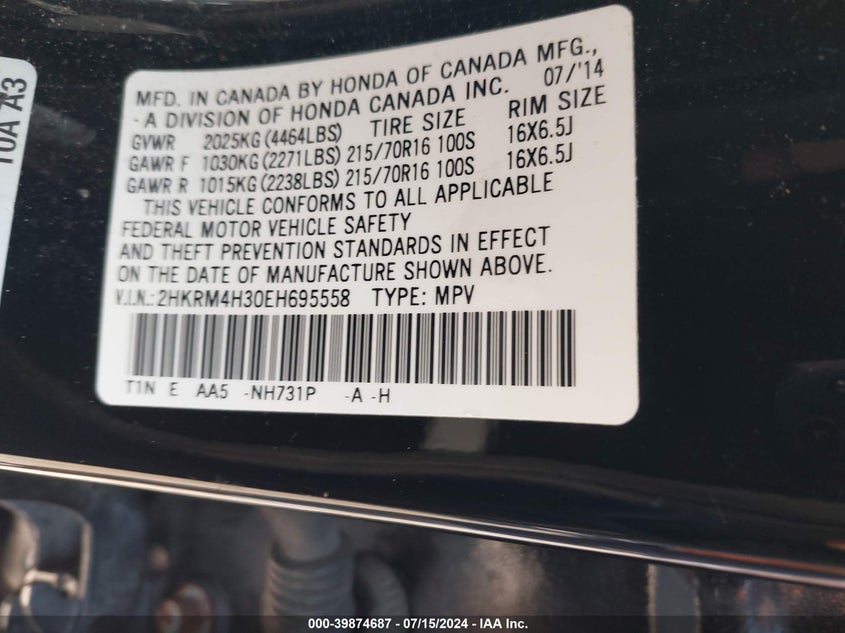 10A A3
MFD. IN CANADA BY HONDA OF CANADA MFG.,
-A DIVISION OF HONDA CANADA INC. 07/'14
GVWR 2025KG(4464LBS) TIRE SIZE RIM SIZE
GAWR F 1030KG(2271LBS) 215/70R16 100S 16X6.5J
GAWR R 1015KG(2238LBS) 215/70R16 100S 16X6.5J
THIS VEHICLE CONFORMS TO ALL APPLICABLE
FEDERAL MOTOR VEHICLE SAFETY
AND THEFT PREVENTION STANDARDS IN EFFECT
ON THE DATE OF MANUFACTURE SHOWN ABOVE.
V.I.N.: 2HKRM4H30EH695558 TYPE: MPV
T1N E AA5 -NH731P -A -H
000-39874687 - 07/15/2024 - IAA Inc.